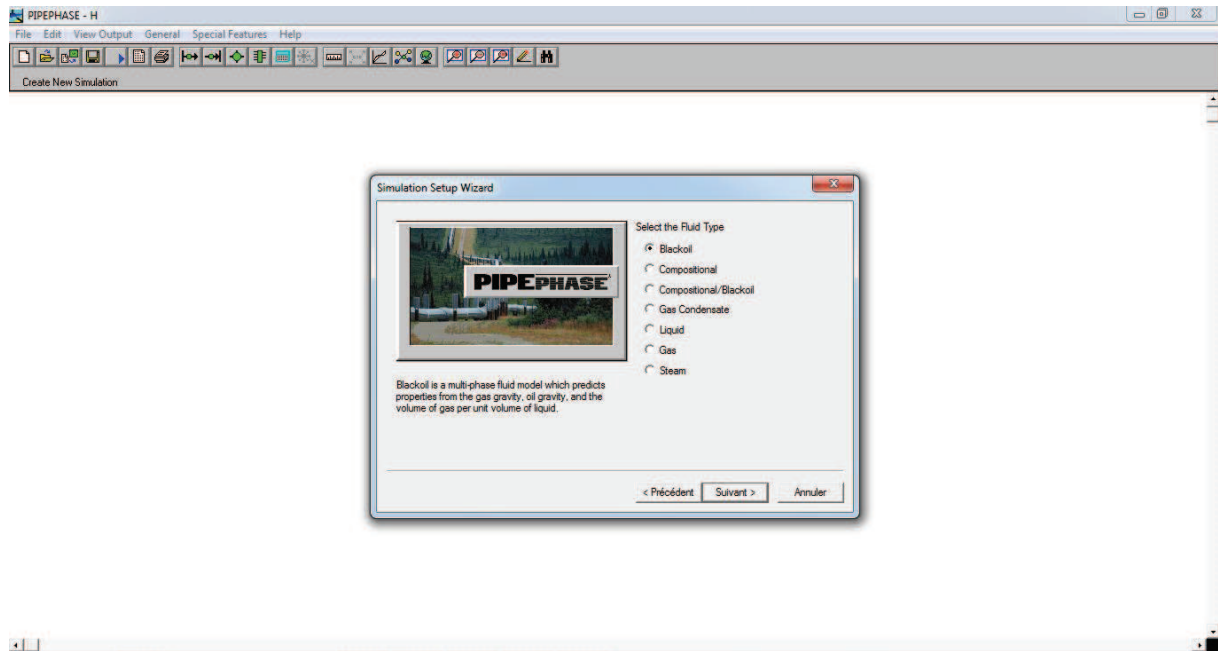 PIPEPHASE - H
File Edit View Output General Special Features Help
Create New Simulation
Simulation Setup Wizard
PIPEPHASE
Select the Fluid Type
Blackoil
Compositional
Compositional/Blackoil
Gas Condensate
Liquid
Gas
Steam
Blackoil is a multi-phase fluid model which predicts
properties from the gas gravity, oil gravity, and the
volume of gas per unit volume of liquid.
< Précédent Suivant > Annuler